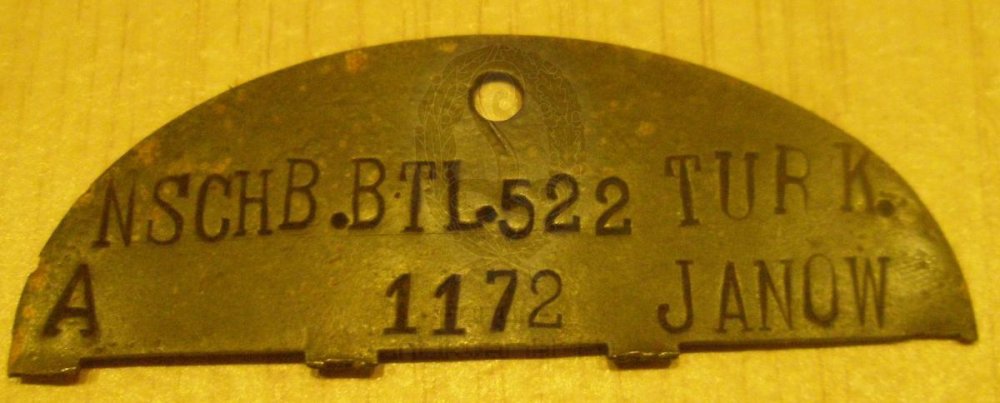 NSCHB.BTL.522 TURK.
A 1172 JANOW